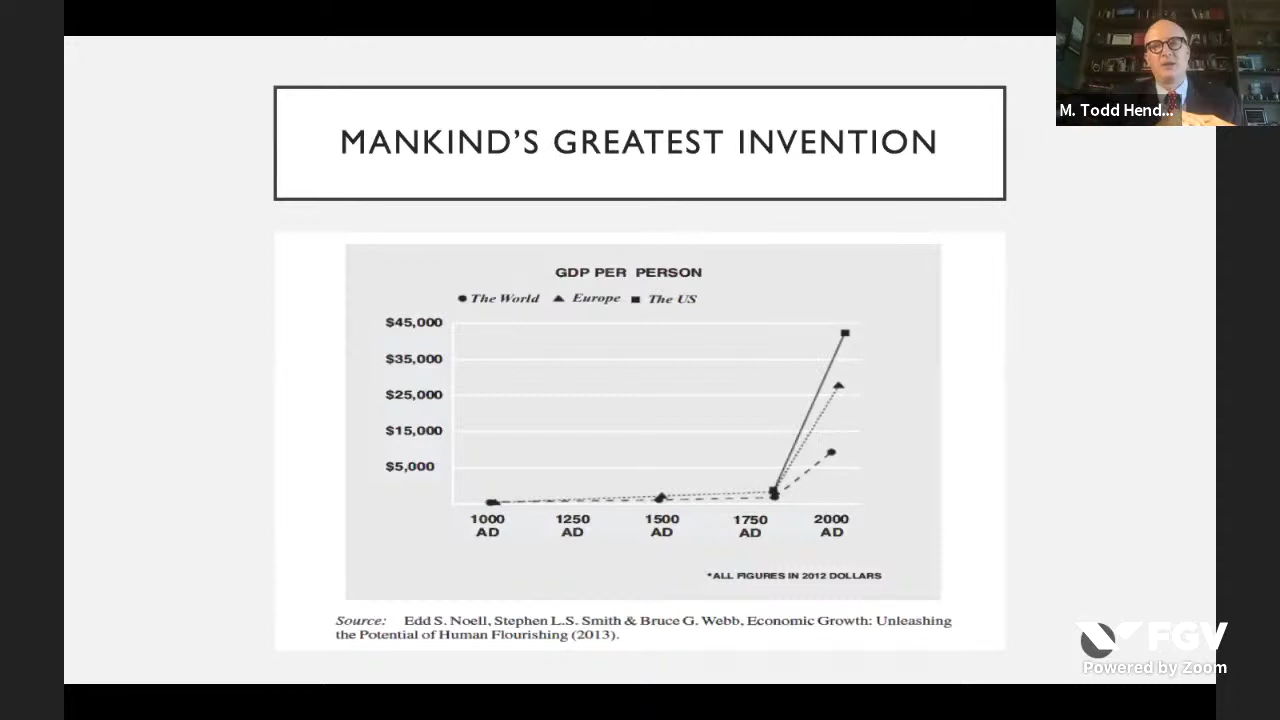 M. Todd Hend...
MANKIND'S GREATEST INVENTION
GDP PER PERSON
The World Europe The US
$45,000
$35,000
$25,000
$15,000
$5,000
1000 1250 1500 1750 2000
AD AD AD AD AD
*ALL FIGURES IN 2012 DOLLARS
Source: Edd S. Noell, Stephen L.S. Smith & Bruce G. Webb, Economic Growth: Unleashing
the Potential of Human Flourishing (2013).
FGV
Powered by Zoom